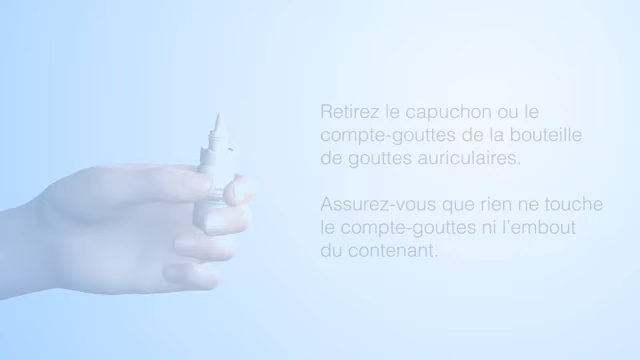 Retirez le capuchon ou le
compte-gouttes de la bouteille
de gouttes auriculaires.
Assurez-vous que rien ne touche
le compte-gouttes ni l'embout
du contenant.